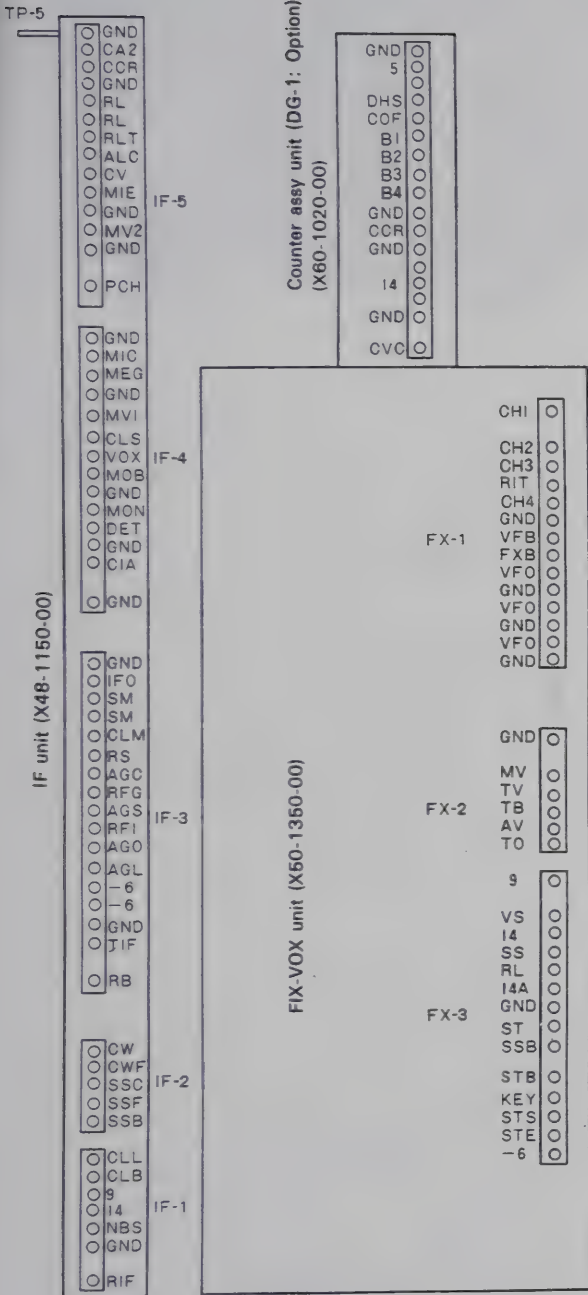 TP-5
GND
CA2
CCR
GND
RL
RL
RLT
ALC
CV
MIE
GND
MV2
GND
PCH
IF-5
GND
MIC
MEG
GND
MV1
CLS
VOX
MOB
GND
MON
DET
GND
CIA
GND
IF-4
IF unit (X48-1150-00)
GND
IFO
SM
SM
CLM
RS
AGC
RFG
AGS
RF1
AGO
AGL
-6
-6
GND
TIF
RB
IF-3
CW
CWF
SSC
SSF
SSB
IF-2
CLL
CLB
9
14
NBS
GND
RIF
IF-1
Counter assy unit (DG-1: Option)
(X60-1020-00)
GND
5
DHS
COF
B1
B2
B3
B4
GND
CCR
GND
14
GND
CVC
FIX-VOX unit (X50-1350-00)
FX-1
CH1
CH2
CH3
RIT
CH4
GND
VFB
FXB
VFO
GND
VFO
GND
VFO
GND
FX-2
GND
MV
TV
TB
AV
TO
FX-3
9
VS
14
SS
RL
14A
GND
ST
SSB
STB
KEY
STS
STE
-6